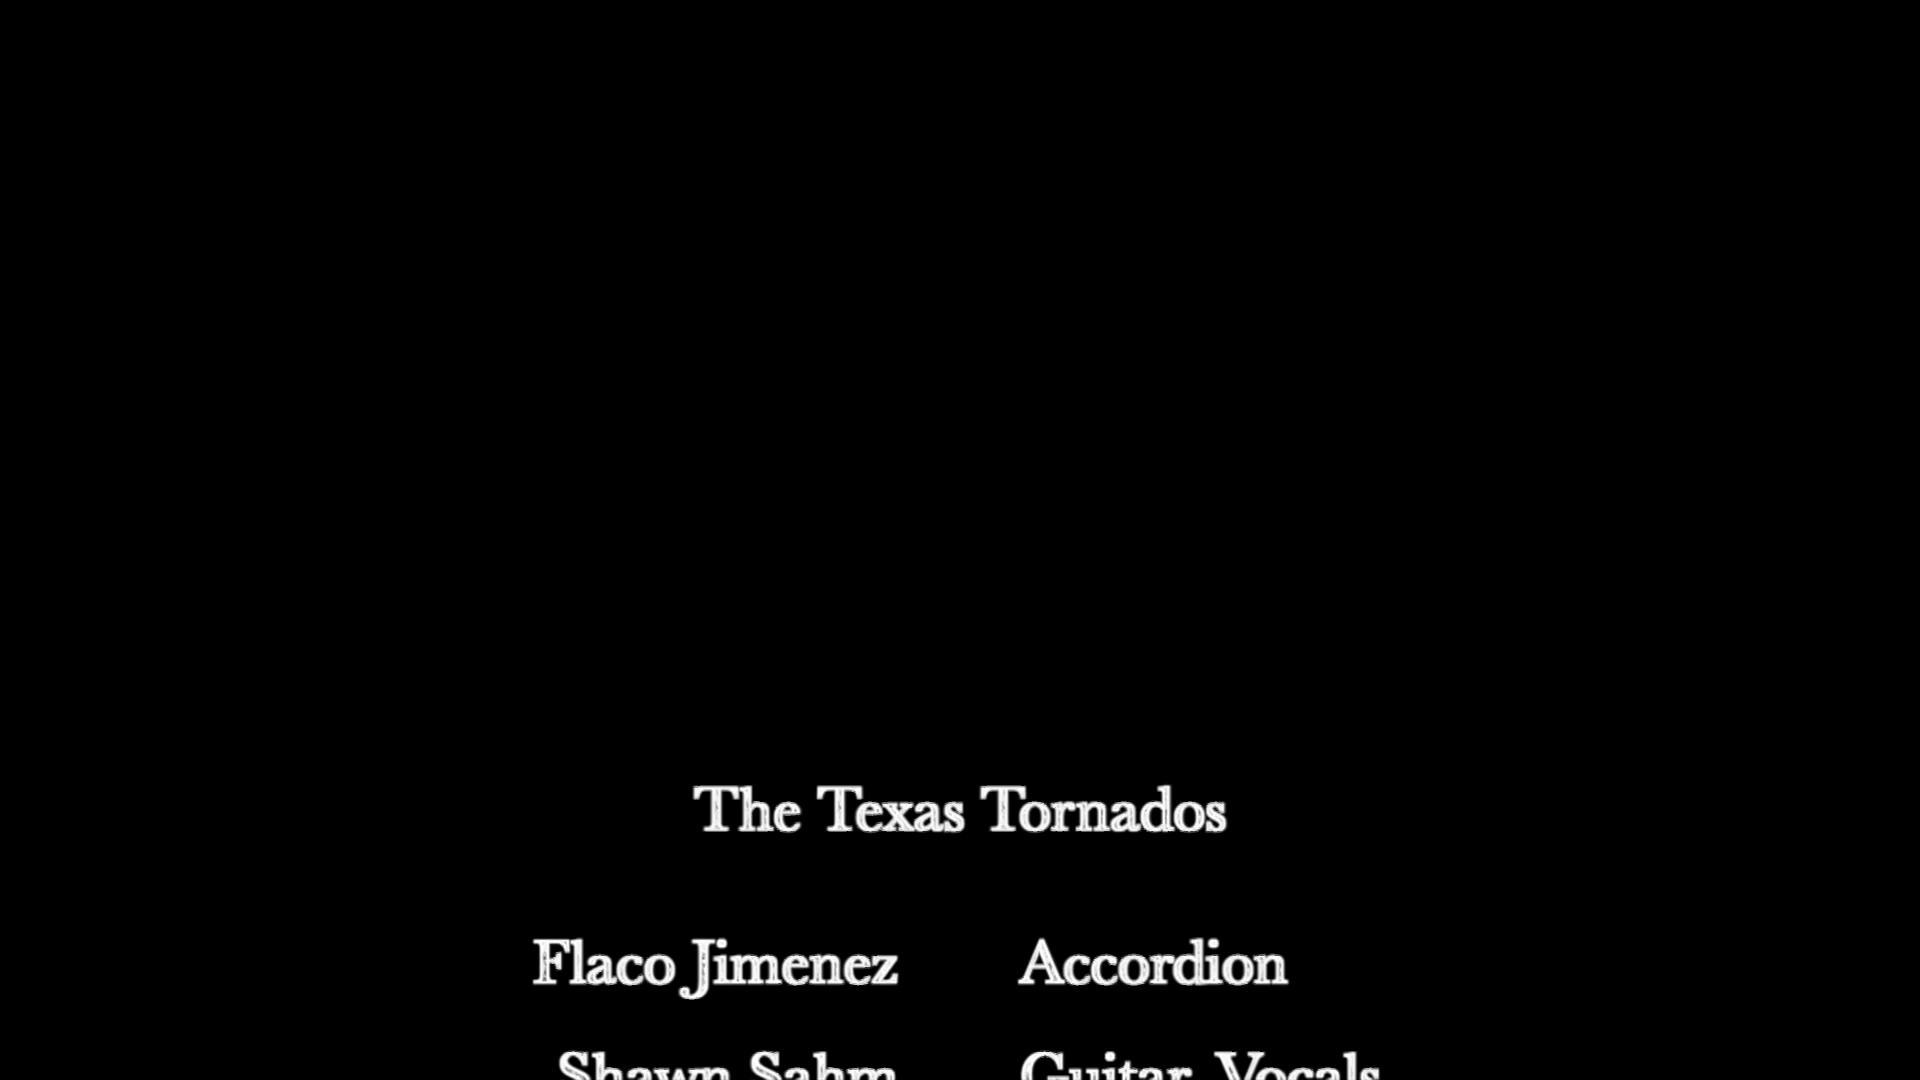 The Texas Tornados
Flaco Jimenez Accordion
Shawn Sahm Guitar, Vocals